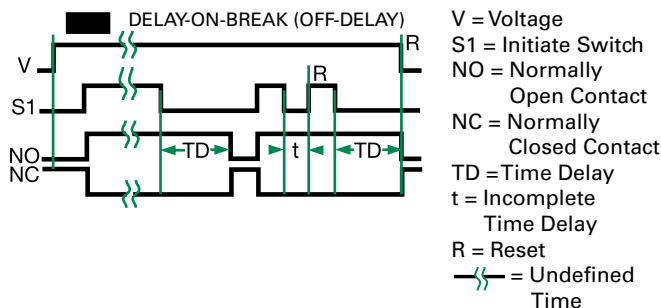 DELAY-ON-BREAK (OFF-DELAY)
R
V
R
S1
NO
TD
t
TD
NC
V = Voltage
S1 = Initiate Switch
NO = Normally
Open Contact
NC = Normally
Closed Contact
TD = Time Delay
t = Incomplete
Time Delay
R = Reset
= Undefined
Time